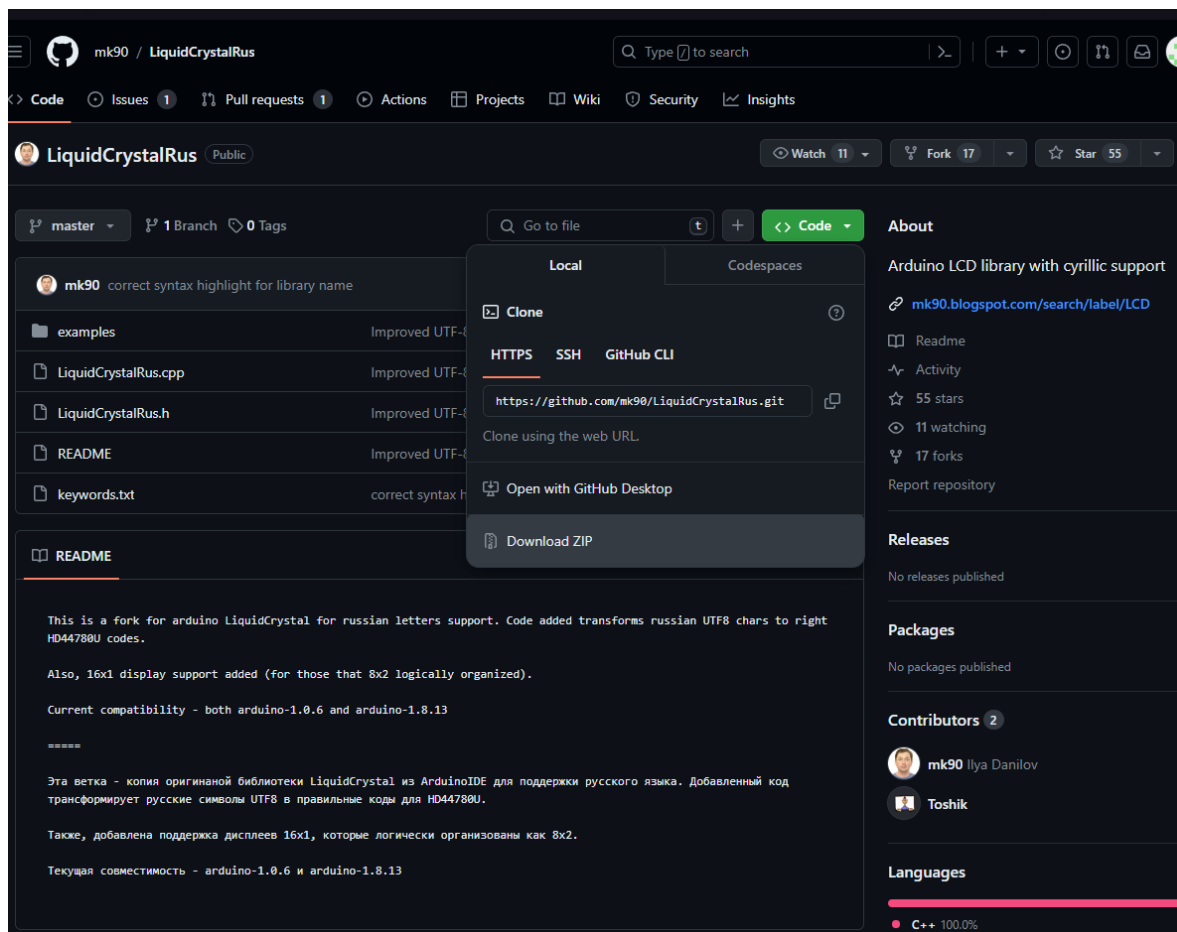 mk90 / LiquidCrystalRus
Type / to search
Code Issues 1 Pull requests 1 Actions Projects Wiki Security Insights
LiquidCrystalRus Public
Watch 11 Fork 17 Star 55
master 1 Branch 0 Tags
Go to file t
Code
Local Codespaces
Clone
HTTPS SSH GitHub CLI
https://github.com/mk90/LiquidCrystalRus.git
Clone using the web URL.
Open with GitHub Desktop
Download ZIP
mk90 correct syntax highlight for library name
examples Improved UTF-8
LiquidCrystalRus.cpp Improved UTF-8
LiquidCrystalRus.h Improved UTF-8
README Improved UTF-8
keywords.txt correct syntax h
README
This is a fork for arduino LiquidCrystal for russian letters support. Code added transforms russian UTF8 chars to right
HD44780U codes.
Also, 16x1 display support added (for those that 8x2 logically organized).
Current compatibility - both arduino-1.0.6 and arduino-1.8.13
=====
Эта ветка - копия оригинаной библиотеки LiquidCrystal из ArduinoIDE для поддержки русского языка. Добавленный код
трансформирует русские символы UTF8 в правильные коды для HD44780U.
Также, добавлена поддержка дисплеев 16x1, которые логически организованы как 8x2.
Текущая совместимость - arduino-1.0.6 и arduino-1.8.13
About
Arduino LCD library with cyrillic support
mk90.blogspot.com/search/label/LCD
Readme
Activity
55 stars
11 watching
17 forks
Report repository
Releases
No releases published
Packages
No packages published
Contributors 2
mk90 Ilya Danilov
Toshik
Languages
C++ 100.0%